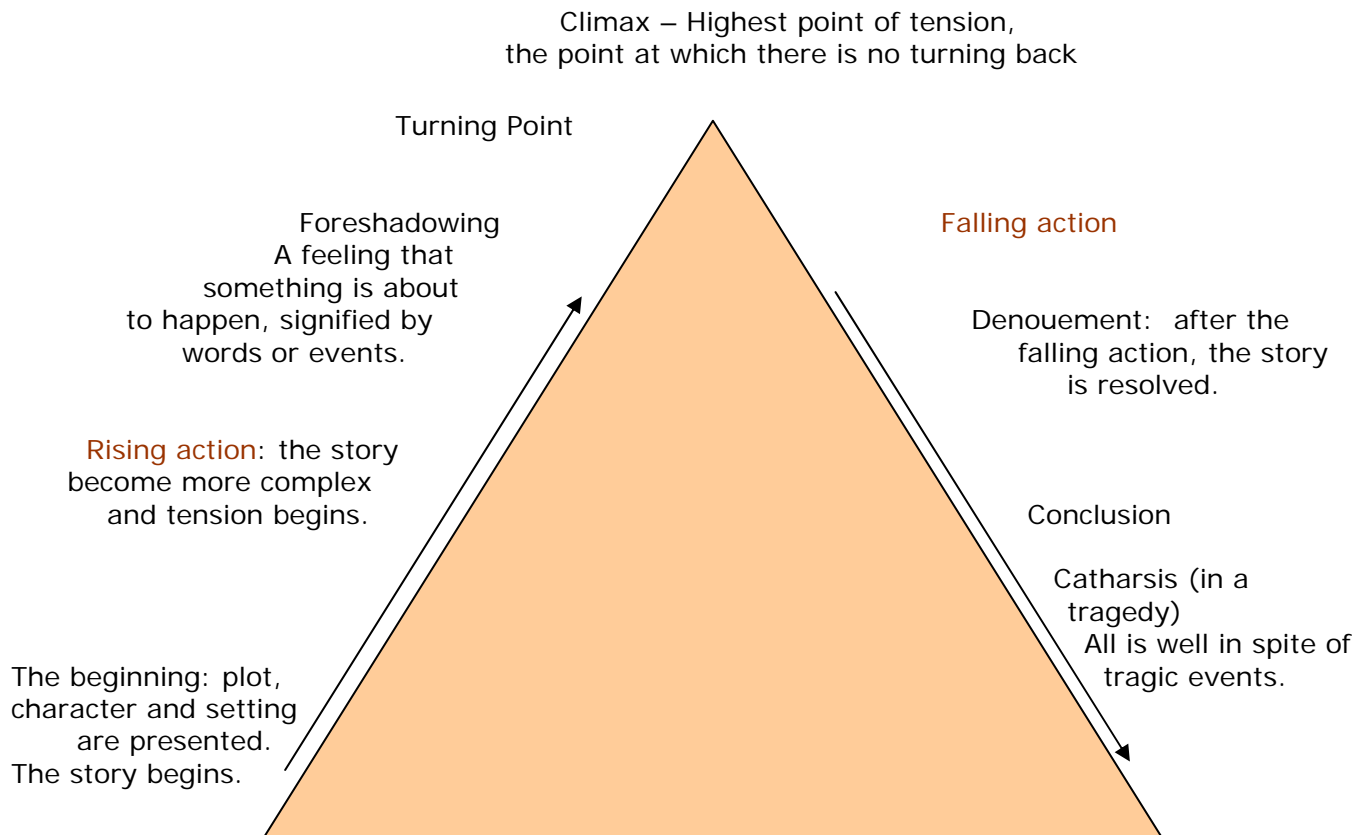 Climax – Highest point of tension,
the point at which there is no turning back
Turning Point
Foreshadowing
A feeling that
something is about
to happen, signified by
words or events.
Rising action: the story
become more complex
and tension begins.
The beginning: plot,
character and setting
are presented.
The story begins.
Falling action
Denouement: after the
falling action, the story
is resolved.
Conclusion
Catharsis (in a
tragedy)
All is well in spite of
tragic events.